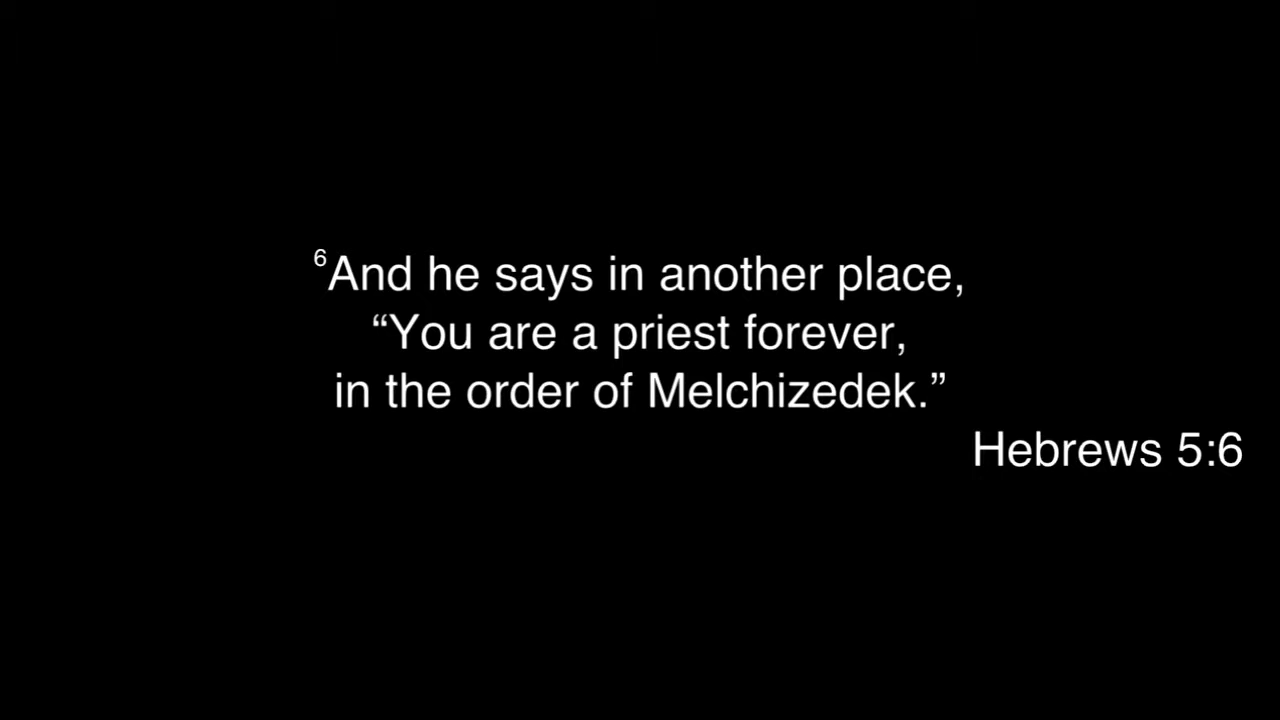 ⁶And he says in another place,
“You are a priest forever,
in the order of Melchizedek.”
Hebrews 5:6